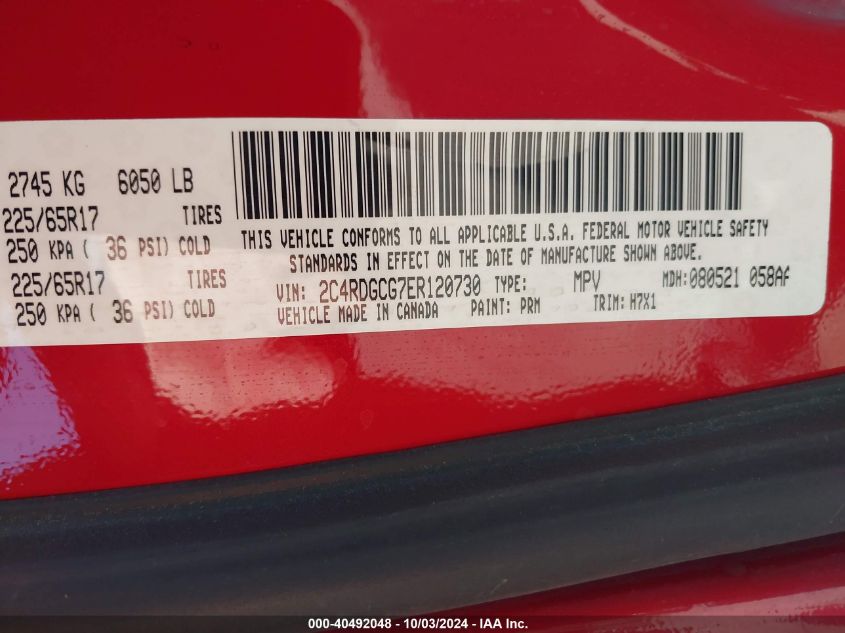 2745 KG 6050 LB
225/65R17 TIRES
250 KPA ( 36 PSI) COLD
225/65R17 TIRES
250 KPA ( 36 PSI) COLD
THIS VEHICLE CONFORMS TO ALL APPLICABLE U.S.A. FEDERAL MOTOR VEHICLE SAFETY
STANDARDS IN EFFECT ON THE DATE OF MANUFACTURE SHOWN ABOVE.
VIN: 2C4RDGCG7ER120730 TYPE: MPV MDH:080521 058AA
VEHICLE MADE IN CANADA PAINT: PRM TRIM: H7X1
000-40492048 - 10/03/2024 - IAA Inc.